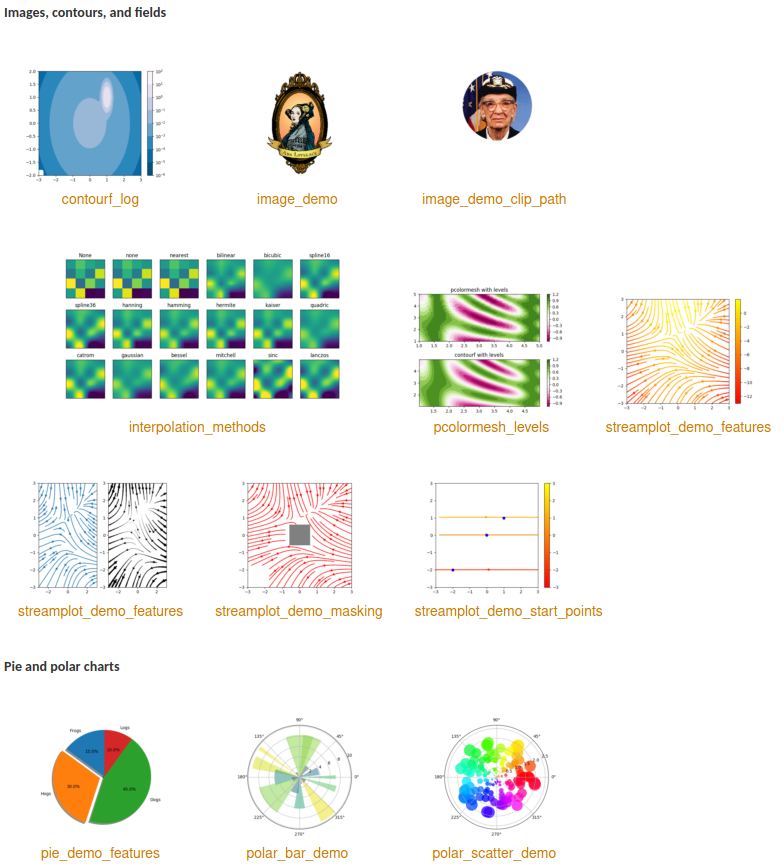 Images, contours, and fields
contourf_log
ADA LOVELACE
image_demo
image_demo_clip_path
None none nearest bilinear bicubic spline16
spline36 hanning hamming hermite kaiser quadric
catrom gaussian bessel mitchell sinc lanczos
interpolation_methods
pcolormesh with levels
contourf with levels
pcolormesh_levels
streamplot_demo_features
streamplot_demo_features
streamplot_demo_masking
streamplot_demo_start_points
Pie and polar charts
Frogs
Logs
15.0%
10.0%
Hogs
30.0%
45.0%
Dogs
pie_demo_features
90°
135° 45°
180° 0°
225° 315°
270°
polar_bar_demo
90°
135° 45°
180° 0°
225° 315°
270°
polar_scatter_demo